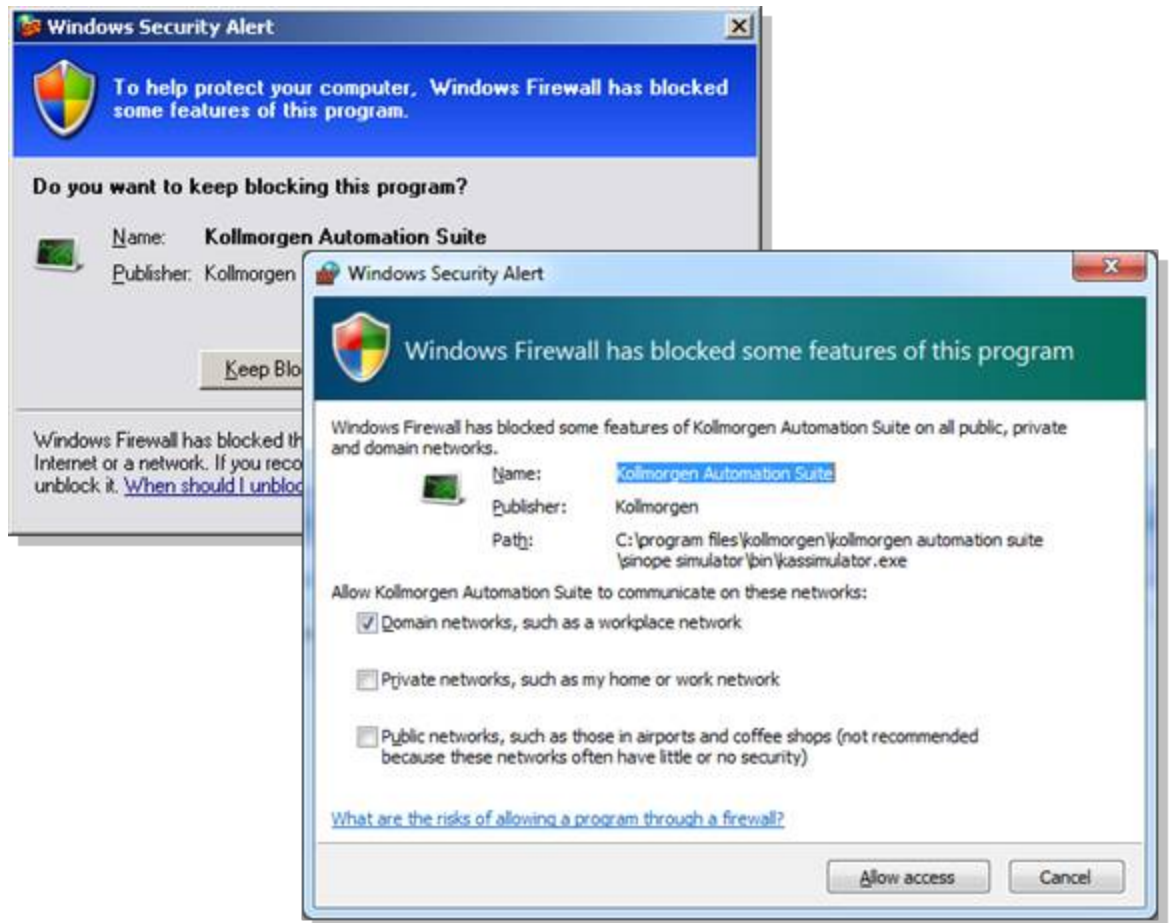 Windows Security Alert
To help protect your computer, Windows Firewall has blocked
some features of this program.
Do you want to keep blocking this program?
Name: Kollmorgen Automation Suite
Publisher: Kollmorgen
Keep Blo
Windows Firewall has blocked th
Internet or a network. If you reco
unblock it. When should I unbloc
Windows Security Alert
Windows Firewall has blocked some features of this program
Windows Firewall has blocked some features of Kollmorgen Automation Suite on all public, private
and domain networks.
Name: Kollmorgen Automation Suite
Publisher: Kollmorgen
Path: C:\program files\kollmorgen\kollmorgen automation suite
\sinope simulator\bin\kassimulator.exe
Allow Kollmorgen Automation Suite to communicate on these networks:
Domain networks, such as a workplace network
Private networks, such as my home or work network
Public networks, such as those in airports and coffee shops (not recommended
because these networks often have little or no security)
What are the risks of allowing a program through a firewall?
Allow access Cancel